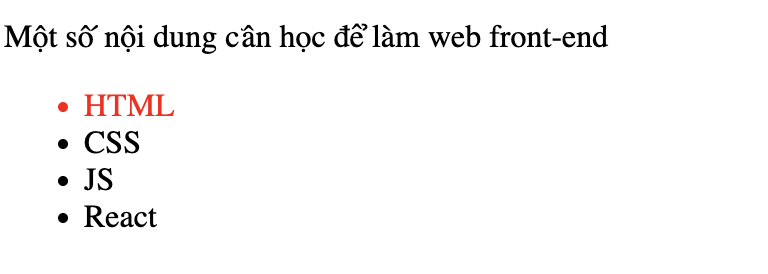 Một số nội dung cần học để làm web front-end
HTML
CSS
JS
React